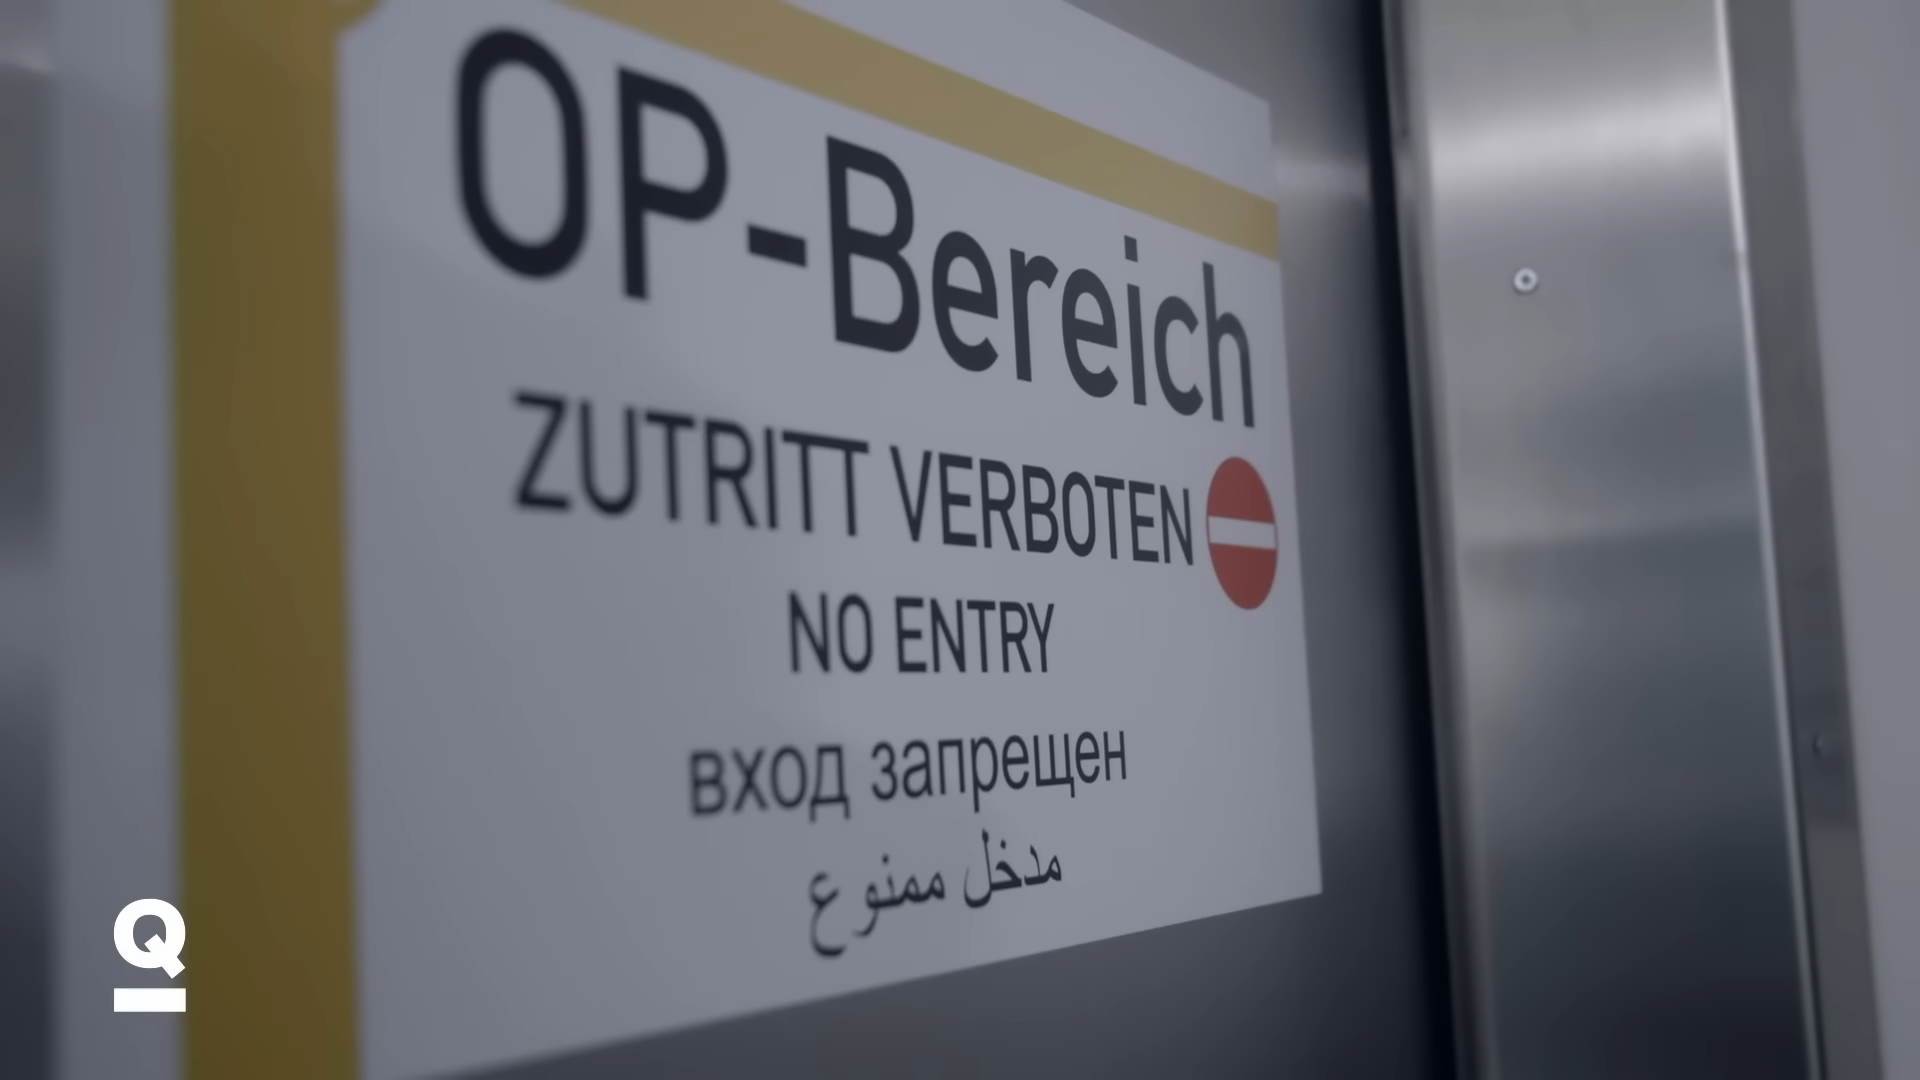 OP-Bereich
ZUTRITT VERBOTEN
NO ENTRY
вход запрещен
مدخل ممنوع
Q